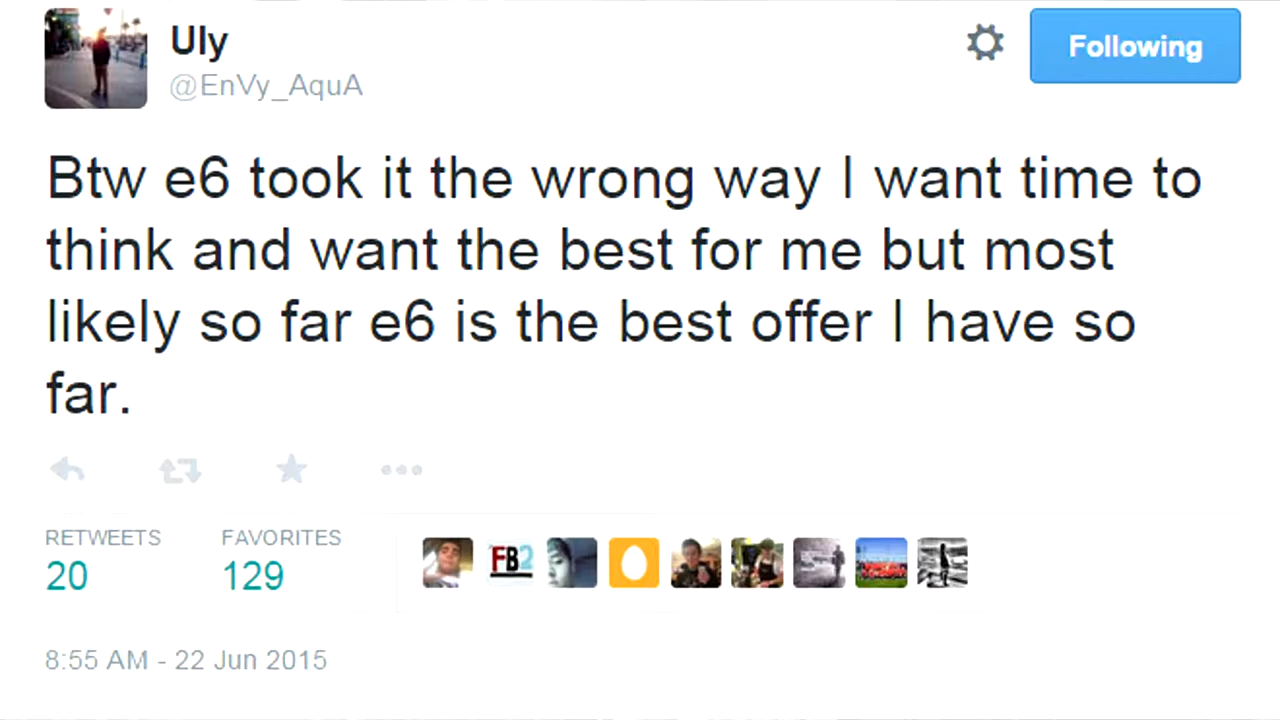 Uly
@EnVy_AquA
Following
Btw e6 took it the wrong way I want time to
think and want the best for me but most
likely so far e6 is the best offer I have so
far.
RETWEETS
20
FAVORITES
129
FB2
8:55 AM - 22 Jun 2015